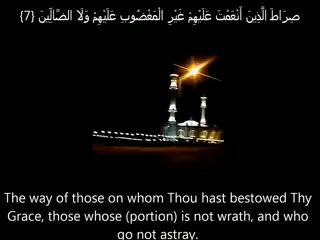 صِرَاطَ الَّذِينَ أَنْعَمْتَ عَلَيْهِمْ غَيْرِ الْمَغْضُوبِ عَلَيْهِمْ وَلَا الضَّالِّينَ {7}
The way of those on whom Thou hast bestowed Thy
Grace, those whose (portion) is not wrath, and who
go not astray.